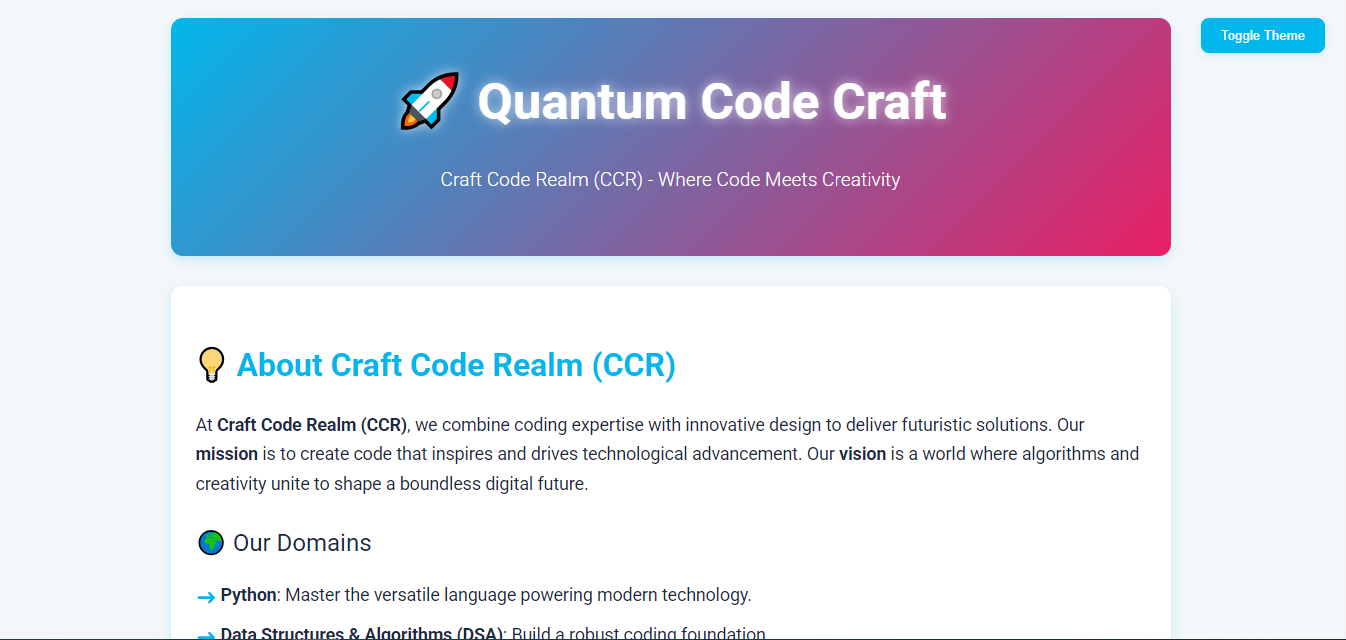 Toggle Theme
🚀 Quantum Code Craft
Craft Code Realm (CCR) - Where Code Meets Creativity
💡 About Craft Code Realm (CCR)
At Craft Code Realm (CCR), we combine coding expertise with innovative design to deliver futuristic solutions. Our
mission is to create code that inspires and drives technological advancement. Our vision is a world where algorithms and
creativity unite to shape a boundless digital future.
🌍 Our Domains
→ Python: Master the versatile language powering modern technology.
→ Data Structures & Algorithms (DSA): Build a robust coding foundation